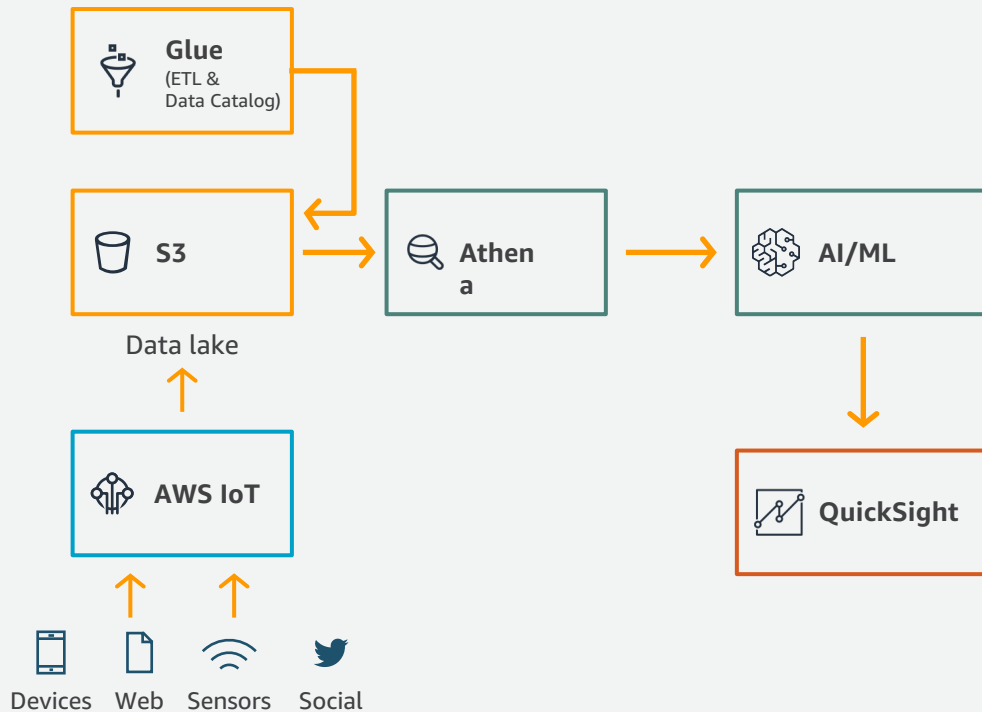 Glue
(ETL &
Data Catalog)
S3
Athen
a
AI/ML
Data lake
AWS IoT
QuickSight
Devices Web Sensors Social